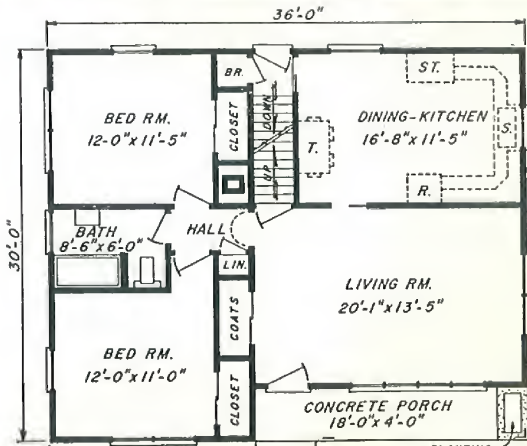 36'-0"
BR.
ST.
BED RM.
12-0"x11'-5"
CLOSET
DOWN
UP
T.
DINING-KITCHEN
16'-8"x11'-5"
S.
R.
30'-0"
BATH
8'-6"x6'-0"
HALL
LIN.
LIVING RM.
20'-1"x13'-5"
COATS
BED RM.
12'-0"x11'-0"
CLOSET
CONCRETE PORCH
18'-0"x4'-0"